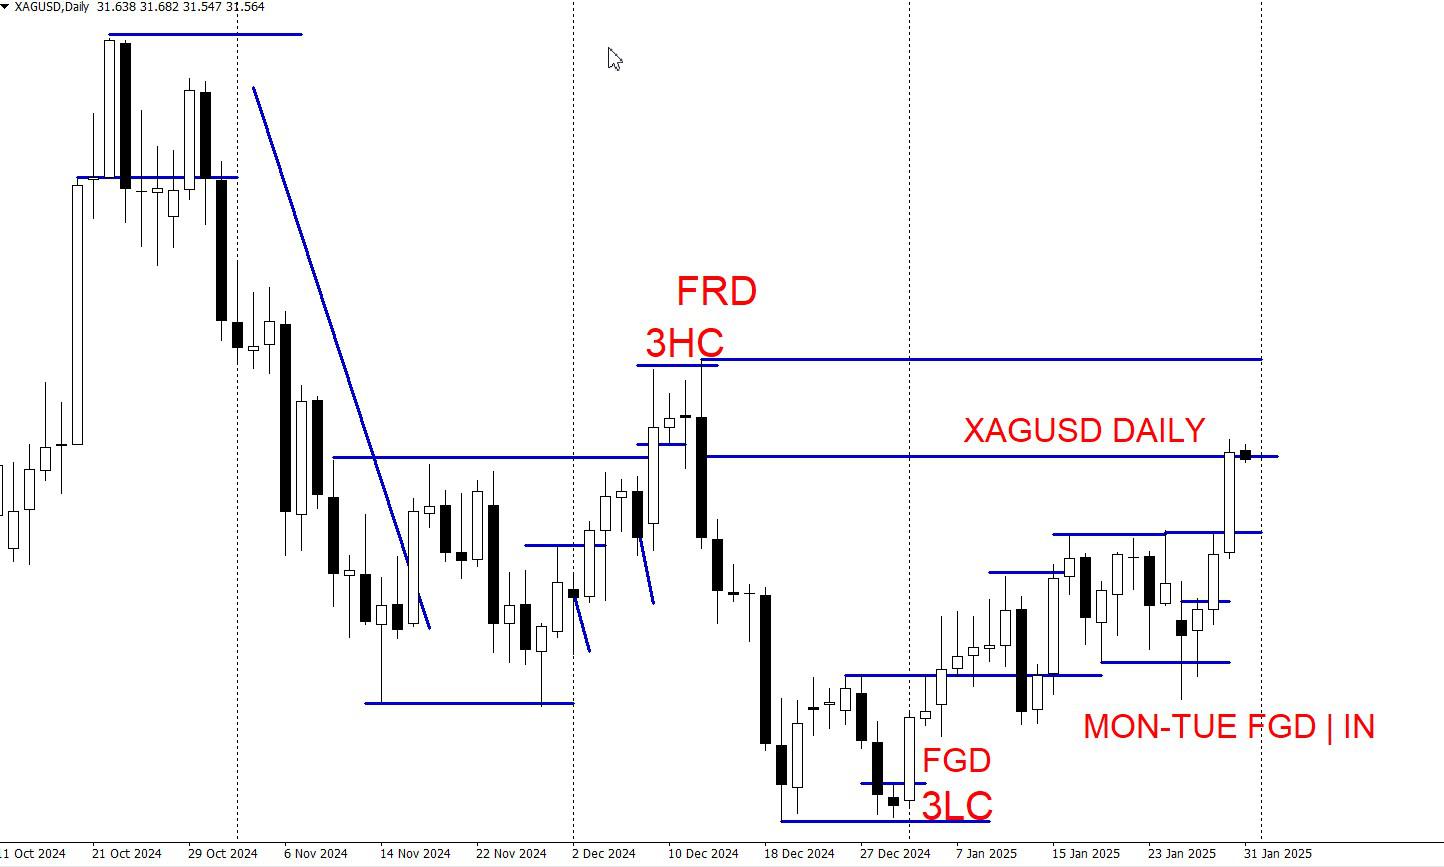 XAGUSD,Daily 31.638 31.682 31.547 31.564
FRD
3HC
XAGUSD DAILY
MON-TUE FGD | IN
FGD
3LC
11 Oct 2024 21 Oct 2024 29 Oct 2024 6 Nov 2024 14 Nov 2024 22 Nov 2024 2 Dec 2024 10 Dec 2024 18 Dec 2024 27 Dec 2024 7 Jan 2025 15 Jan 2025 23 Jan 2025 31 Jan 2025